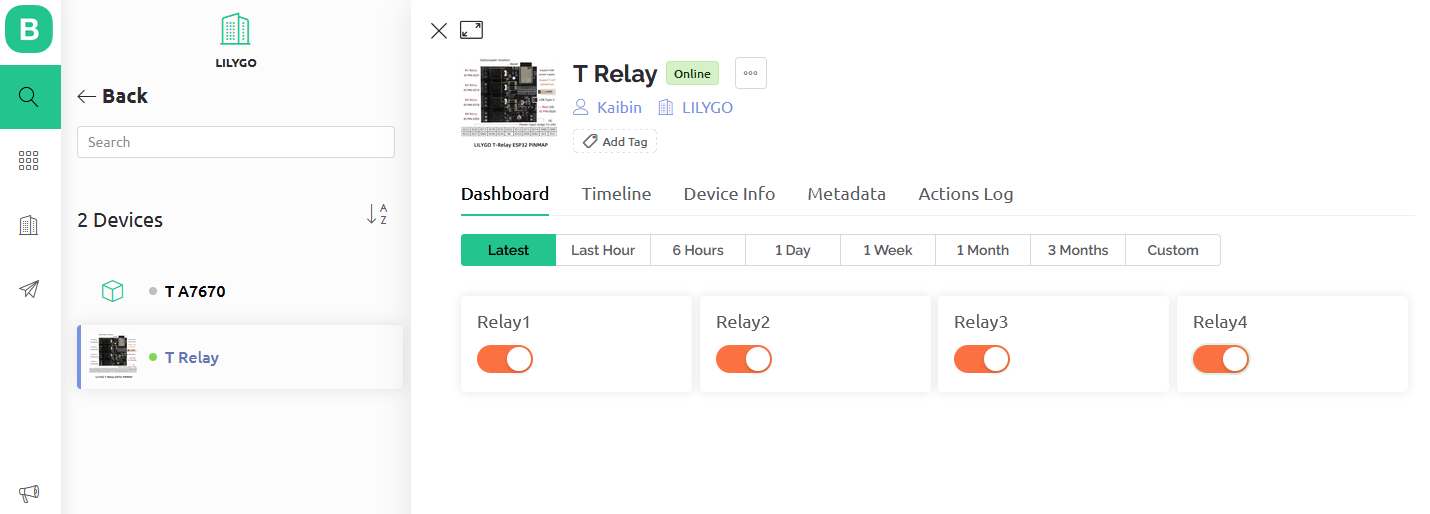 B
LILYGO
Back
Search
2 Devices
A
Z
T A7670
T Relay
T Relay
Online
Kaibin
LILYGO
Add Tag
LILYGO T-Relay ESP32 PINMAP
Dashboard
Timeline
Device Info
Metadata
Actions Log
Latest
Last Hour
6 Hours
1 Day
1 Week
1 Month
3 Months
Custom
Relay1
Relay2
Relay3
Relay4